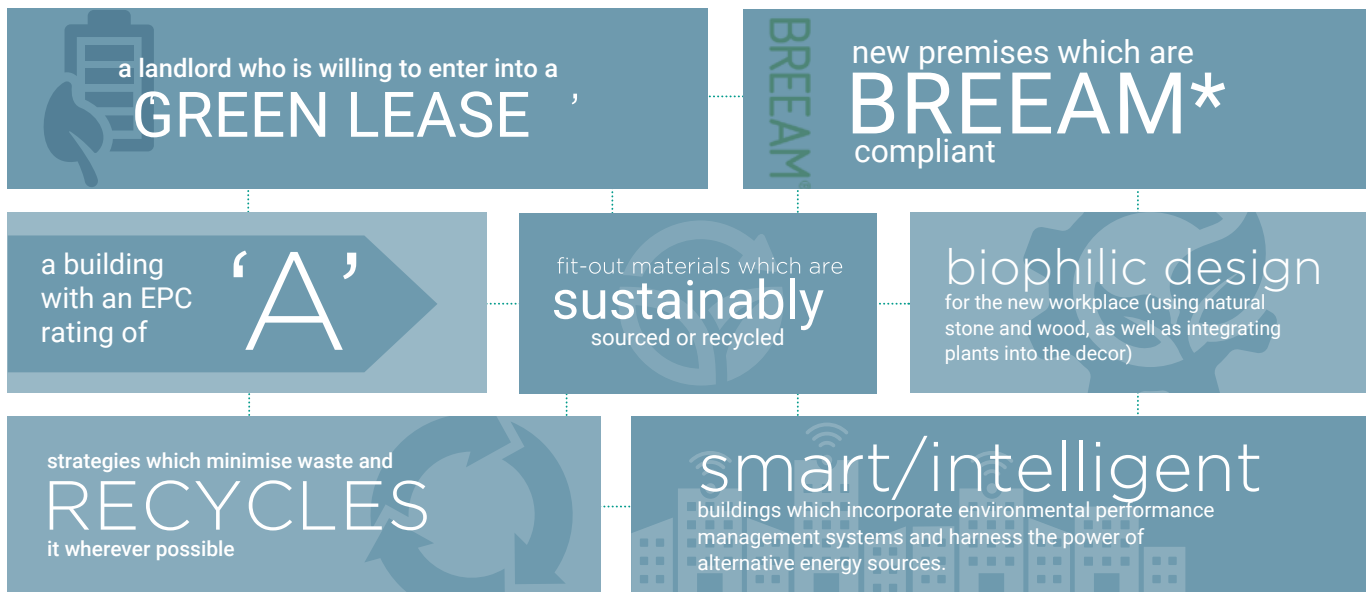 a landlord who is willing to enter into a
‘GREEN LEASE ’
BREEAM®
new premises which are
BREEAM*
compliant
a building
with an EPC
rating of
‘A’
fit-out materials which are
sustainably
sourced or recycled
biophilic design
for the new workplace (using natural
stone and wood, as well as integrating
plants into the decor)
strategies which minimise waste and
RECYCLES
it wherever possible
smart/intelligent
buildings which incorporate environmental performance
management systems and harness the power of
alternative energy sources.